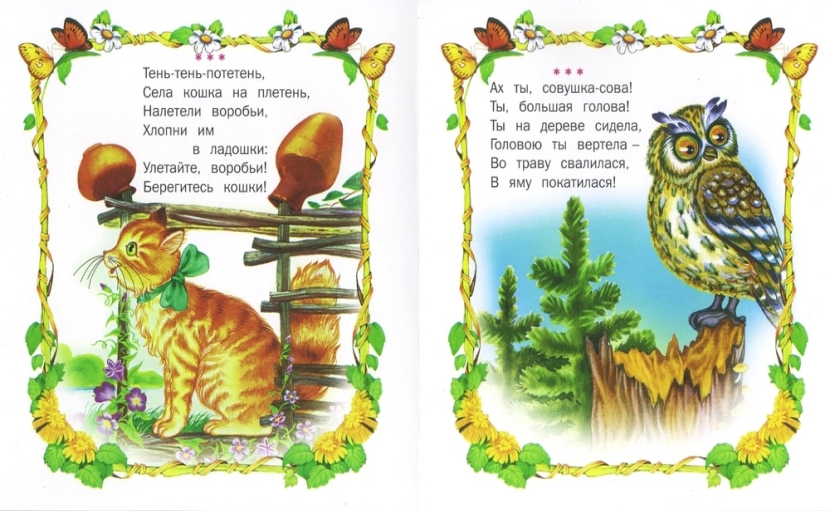 * * *
Тень-тень-потетень,
Села кошка на плетень,
Налетели воробьи,
Хлопни им
в ладошки:
Улетайте, воробьи!
Берегитесь кошки!
* * *
Ах ты, совушка-сова!
Ты, большая голова!
Ты на дереве сидела,
Головою ты вертела –
Во траву свалилася,
В яму покатилася!